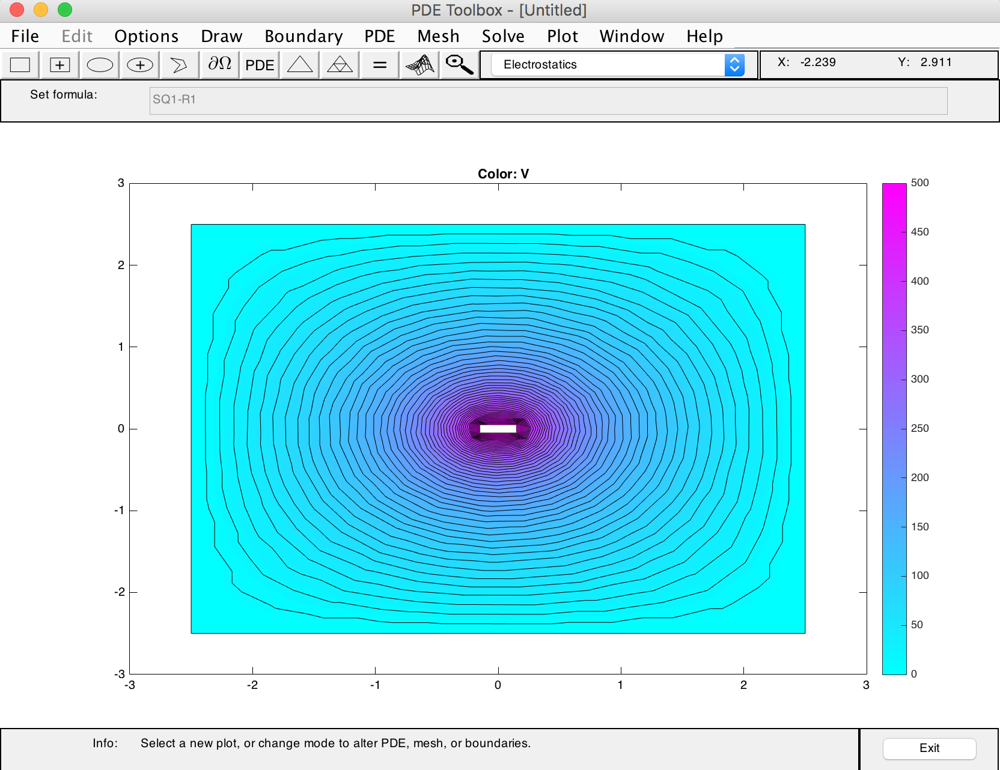 PDE Toolbox - [Untitled]
File Edit Options Draw Boundary PDE Mesh Solve Plot Window Help
∂Ω PDE = Electrostatics X: -2.239 Y: 2.911
Set formula: SQ1-R1
Color: V
3
2
1
0
-1
-2
-3
-3 -2 -1 0 1 2 3
500
450
400
350
300
250
200
150
100
50
0
Info: Select a new plot, or change mode to alter PDE, mesh, or boundaries.
Exit